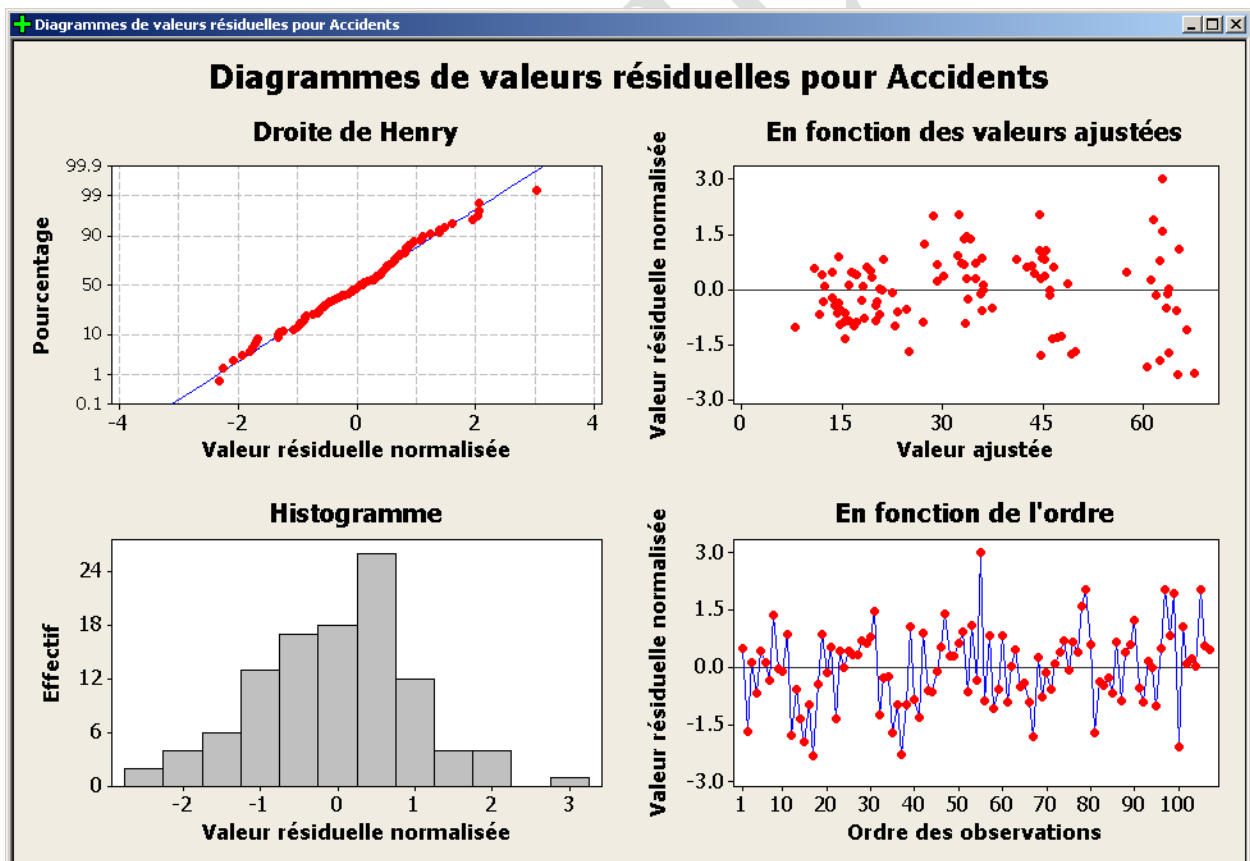 Diagrammes de valeurs résiduelles pour Accidents
Diagrammes de valeurs résiduelles pour Accidents
Droite de Henry
99.9
99
90
50
10
1
0.1
-4 -2 0 2 4
Pourcentage
Valeur résiduelle normalisée
En fonction des valeurs ajustées
3.0
1.5
0.0
-1.5
-3.0
0 15 30 45 60
Valeur résiduelle normalisée
Valeur ajustée
Histogramme
24
18
12
6
0
-2 -1 0 1 2 3
Effectif
Valeur résiduelle normalisée
En fonction de l'ordre
3.0
1.5
0.0
-1.5
-3.0
1 10 20 30 40 50 60 70 80 90 100
Valeur résiduelle normalisée
Ordre des observations